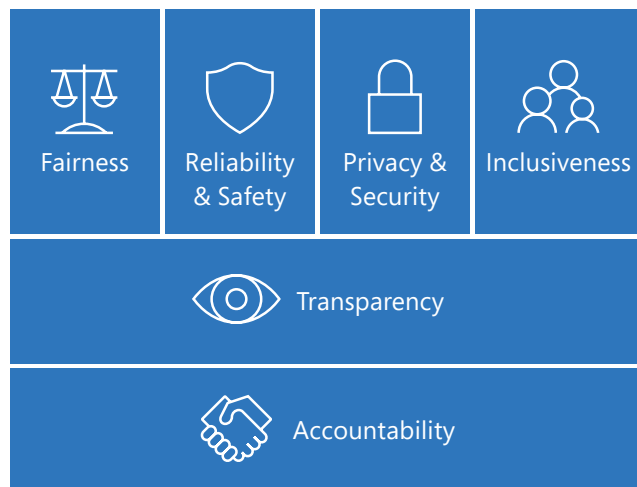 Fairness
Reliability
& Safety
Privacy &
Security
Inclusiveness
Transparency
Accountability